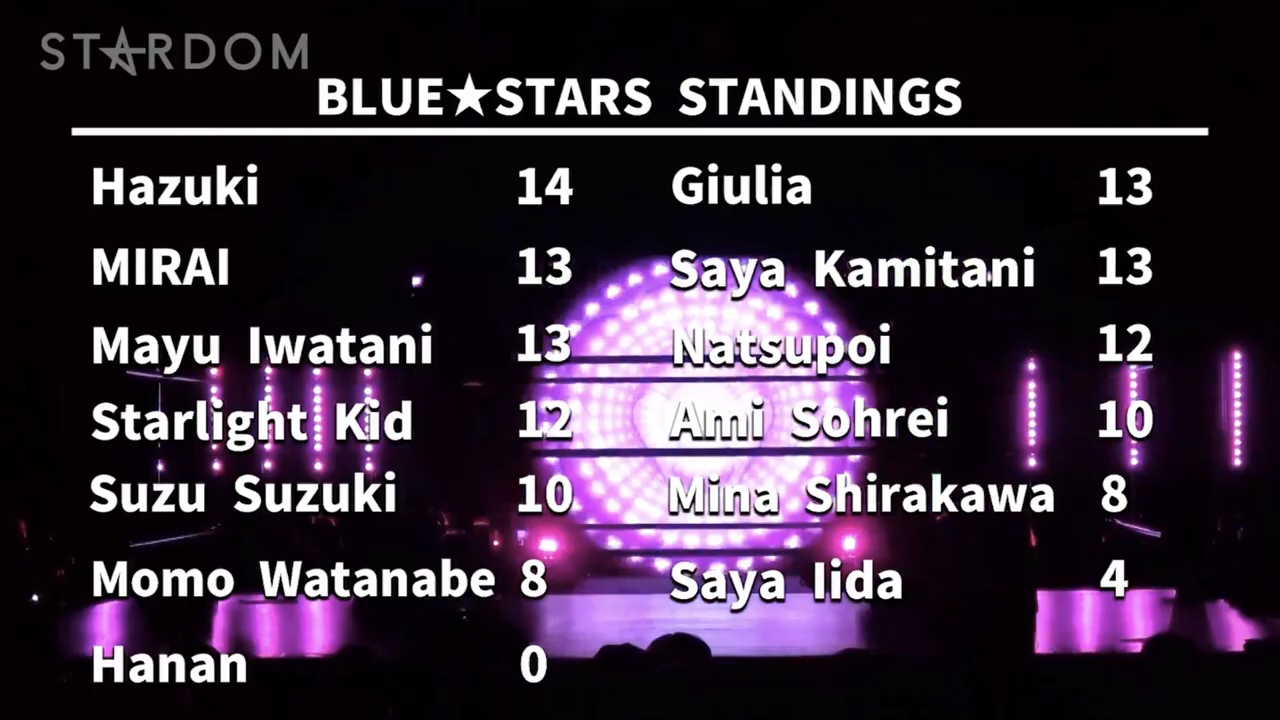 STARDOM
BLUE★STARS STANDINGS
Hazuki 14 Giulia 13
MIRAI 13 Saya Kamitani 13
Mayu Iwatani 13 Natsupoi 12
Starlight Kid 12 Ami Sohrei 10
Suzu Suzuki 10 Mina Shirakawa 8
Momo Watanabe 8 Saya Iida 4
Hanan 0